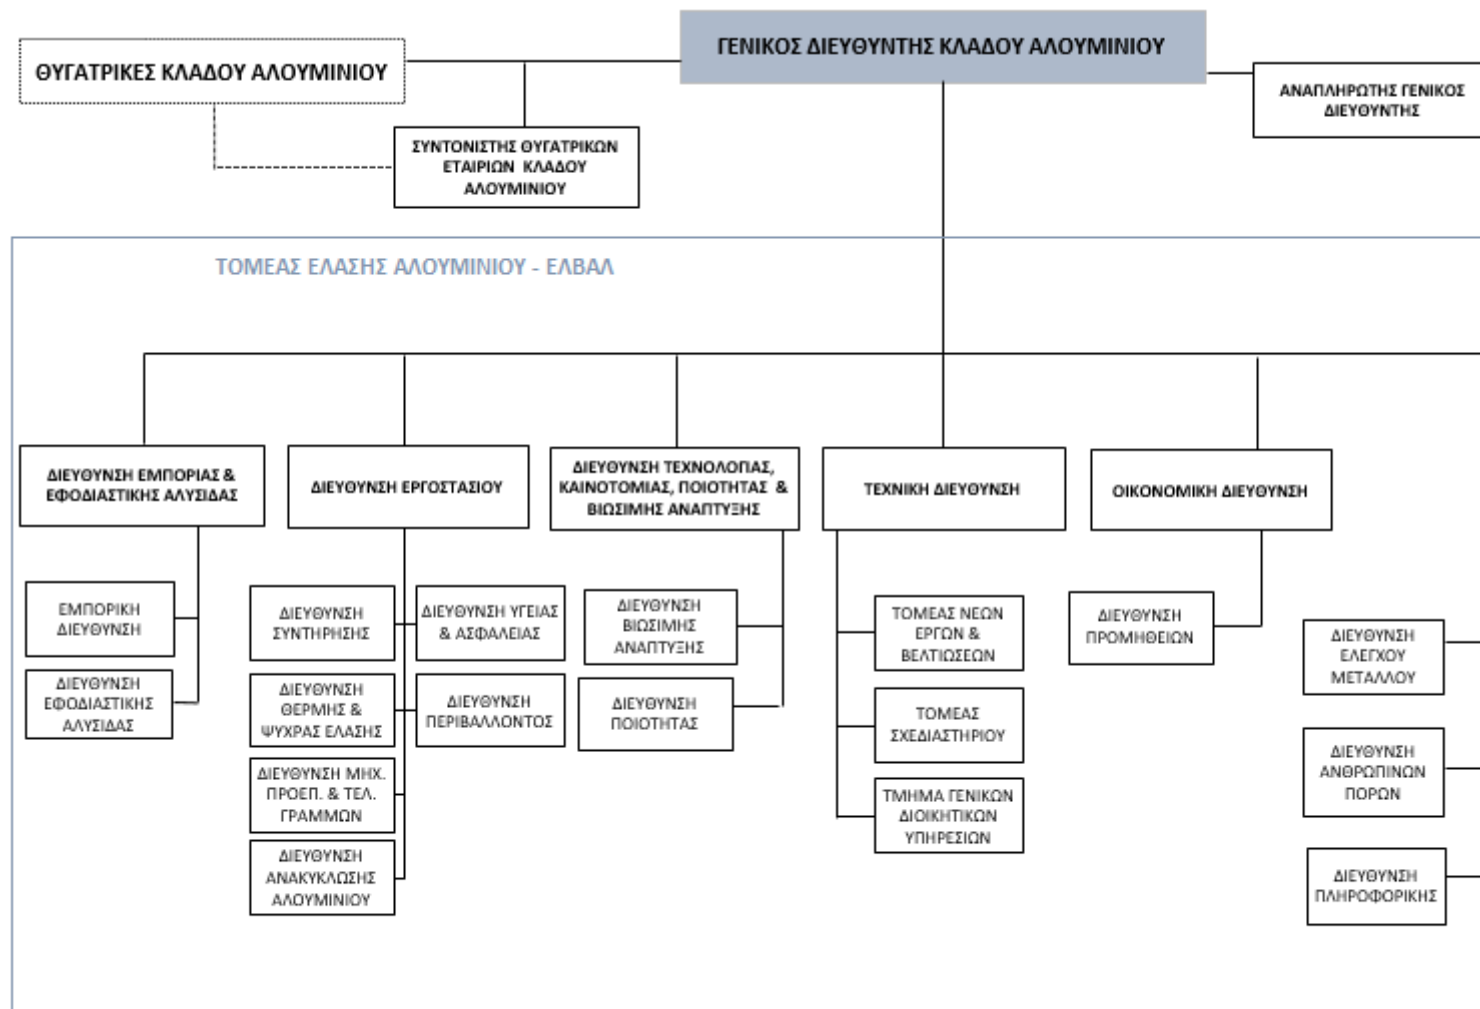 ΓΕΝΙΚΟΣ ΔΙΕΥΘΥΝΤΗΣ ΚΛΑΔΟΥ ΑΛΟΥΜΙΝΙΟΥ
ΘΥΓΑΤΡΙΚΕΣ ΚΛΑΔΟΥ ΑΛΟΥΜΙΝΙΟΥ
ΑΝΑΠΛΗΡΩΤΗΣ ΓΕΝΙΚΟΣ
ΔΙΕΥΘΥΝΤΗΣ
ΣΥΝΤΟΝΙΣΤΗΣ ΘΥΓΑΤΡΙΚΩΝ
ΕΤΑΙΡΙΩΝ ΚΛΑΔΟΥ
ΑΛΟΥΜΙΝΙΟΥ
ΤΟΜΕΑΣ ΕΛΑΣΗΣ ΑΛΟΥΜΙΝΙΟΥ - ΕΛΒΑΛ
ΔΙΕΥΘΥΝΣΗ ΕΜΠΟΡΙΑΣ &
ΕΦΟΔΙΑΣΤΙΚΗΣ ΑΛΥΣΙΔΑΣ
ΔΙΕΥΘΥΝΣΗ ΕΡΓΟΣΤΑΣΙΟΥ
ΔΙΕΥΘΥΝΣΗ ΤΕΧΝΟΛΟΓΙΑΣ,
ΚΑΙΝΟΤΟΜΙΑΣ, ΠΟΙΟΤΗΤΑΣ &
ΒΙΩΣΙΜΗΣ ΑΝΑΠΤΥΞΗΣ
ΤΕΧΝΙΚΗ ΔΙΕΥΘΥΝΣΗ
ΟΙΚΟΝΟΜΙΚΗ ΔΙΕΥΘΥΝΣΗ
ΕΜΠΟΡΙΚΗ
ΔΙΕΥΘΥΝΣΗ
ΔΙΕΥΘΥΝΣΗ
ΕΦΟΔΙΑΣΤΙΚΗΣ
ΑΛΥΣΙΔΑΣ
ΔΙΕΥΘΥΝΣΗ
ΣΥΝΤΗΡΗΣΗΣ
ΔΙΕΥΘΥΝΣΗ ΥΓΕΙΑΣ
& ΑΣΦΑΛΕΙΑΣ
ΔΙΕΥΘΥΝΣΗ
ΘΕΡΜΗΣ &
ΨΥΧΡΑΣ ΕΛΑΣΗΣ
ΔΙΕΥΘΥΝΣΗ
ΠΕΡΙΒΑΛΛΟΝΤΟΣ
ΔΙΕΥΘΥΝΣΗ ΜΗΧ.
ΠΡΟΕΠ. & ΤΕΛ.
ΓΡΑΜΜΩΝ
ΔΙΕΥΘΥΝΣΗ
ΑΝΑΚΥΚΛΩΣΗΣ
ΑΛΟΥΜΙΝΙΟΥ
ΔΙΕΥΘΥΝΣΗ
ΒΙΩΣΙΜΗΣ
ΑΝΑΠΤΥΞΗΣ
ΔΙΕΥΘΥΝΣΗ
ΠΟΙΟΤΗΤΑΣ
ΤΟΜΕΑΣ ΝΕΩΝ
ΕΡΓΩΝ &
ΒΕΛΤΙΩΣΕΩΝ
ΤΟΜΕΑΣ
ΣΧΕΔΙΑΣΤΗΡΙΟΥ
ΤΜΗΜΑ ΓΕΝΙΚΩΝ
ΔΙΟΙΚΗΤΙΚΩΝ
ΥΠΗΡΕΣΙΩΝ
ΔΙΕΥΘΥΝΣΗ
ΠΡΟΜΗΘΕΙΩΝ
ΔΙΕΥΘΥΝΣΗ
ΕΛΕΓΧΟΥ
ΜΕΤΑΛΛΟΥ
ΔΙΕΥΘΥΝΣΗ
ΑΝΘΡΩΠΙΝΩΝ
ΠΟΡΩΝ
ΔΙΕΥΘΥΝΣΗ
ΠΛΗΡΟΦΟΡΙΚΗΣ